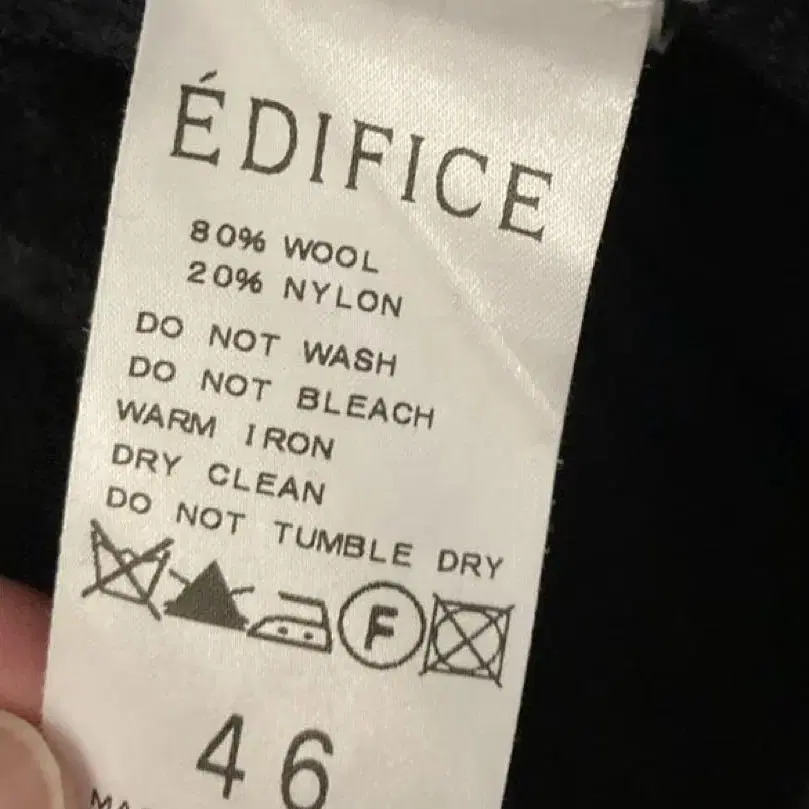 ÉDIFICE
80% WOOL
20% NYLON
DO NOT WASH
DO NOT BLEACH
WARM IRON
DRY CLEAN
DO NOT TUMBLE DRY
F
46